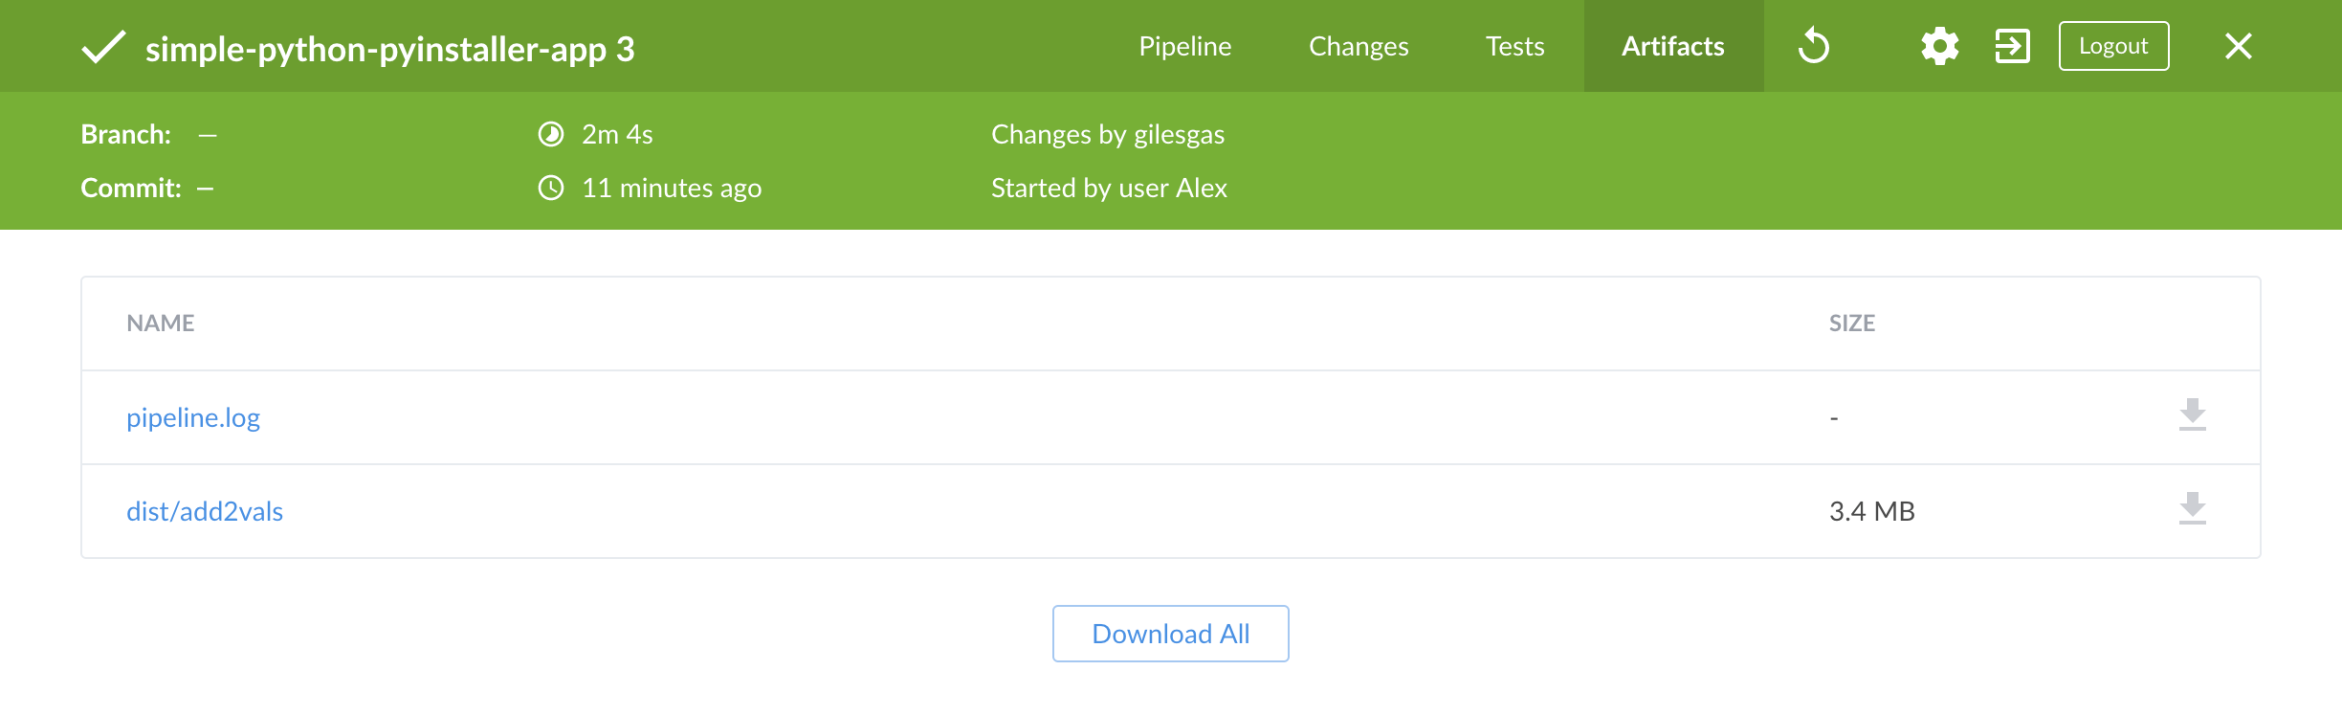 simple-python-pyinstaller-app 3 Pipeline Changes Tests Artifacts Logout
Branch: — 2m 4s Changes by gilesgas
Commit: — 11 minutes ago Started by user Alex
NAME SIZE
pipeline.log -
dist/add2vals 3.4 MB
Download All